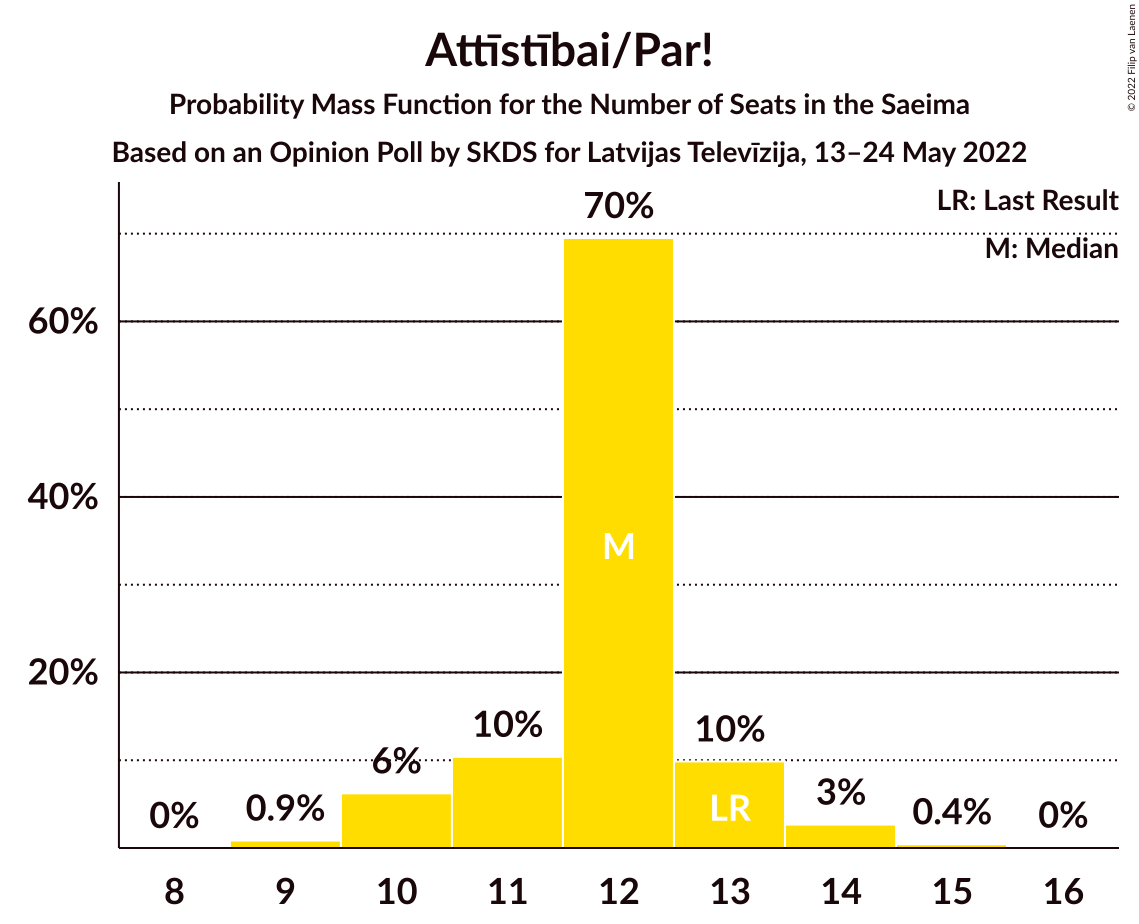 Attīstībai/Par!
Probability Mass Function for the Number of Seats in the Saeima
Based on an Opinion Poll by SKDS for Latvijas Televīzija, 13–24 May 2022
© 2022 Filip van Laenen
LR: Last Result
M: Median
60%
40%
20%
0%
0.9%
6%
10%
70%
10%
3%
0.4%
0%
M
LR
8 9 10 11 12 13 14 15 16